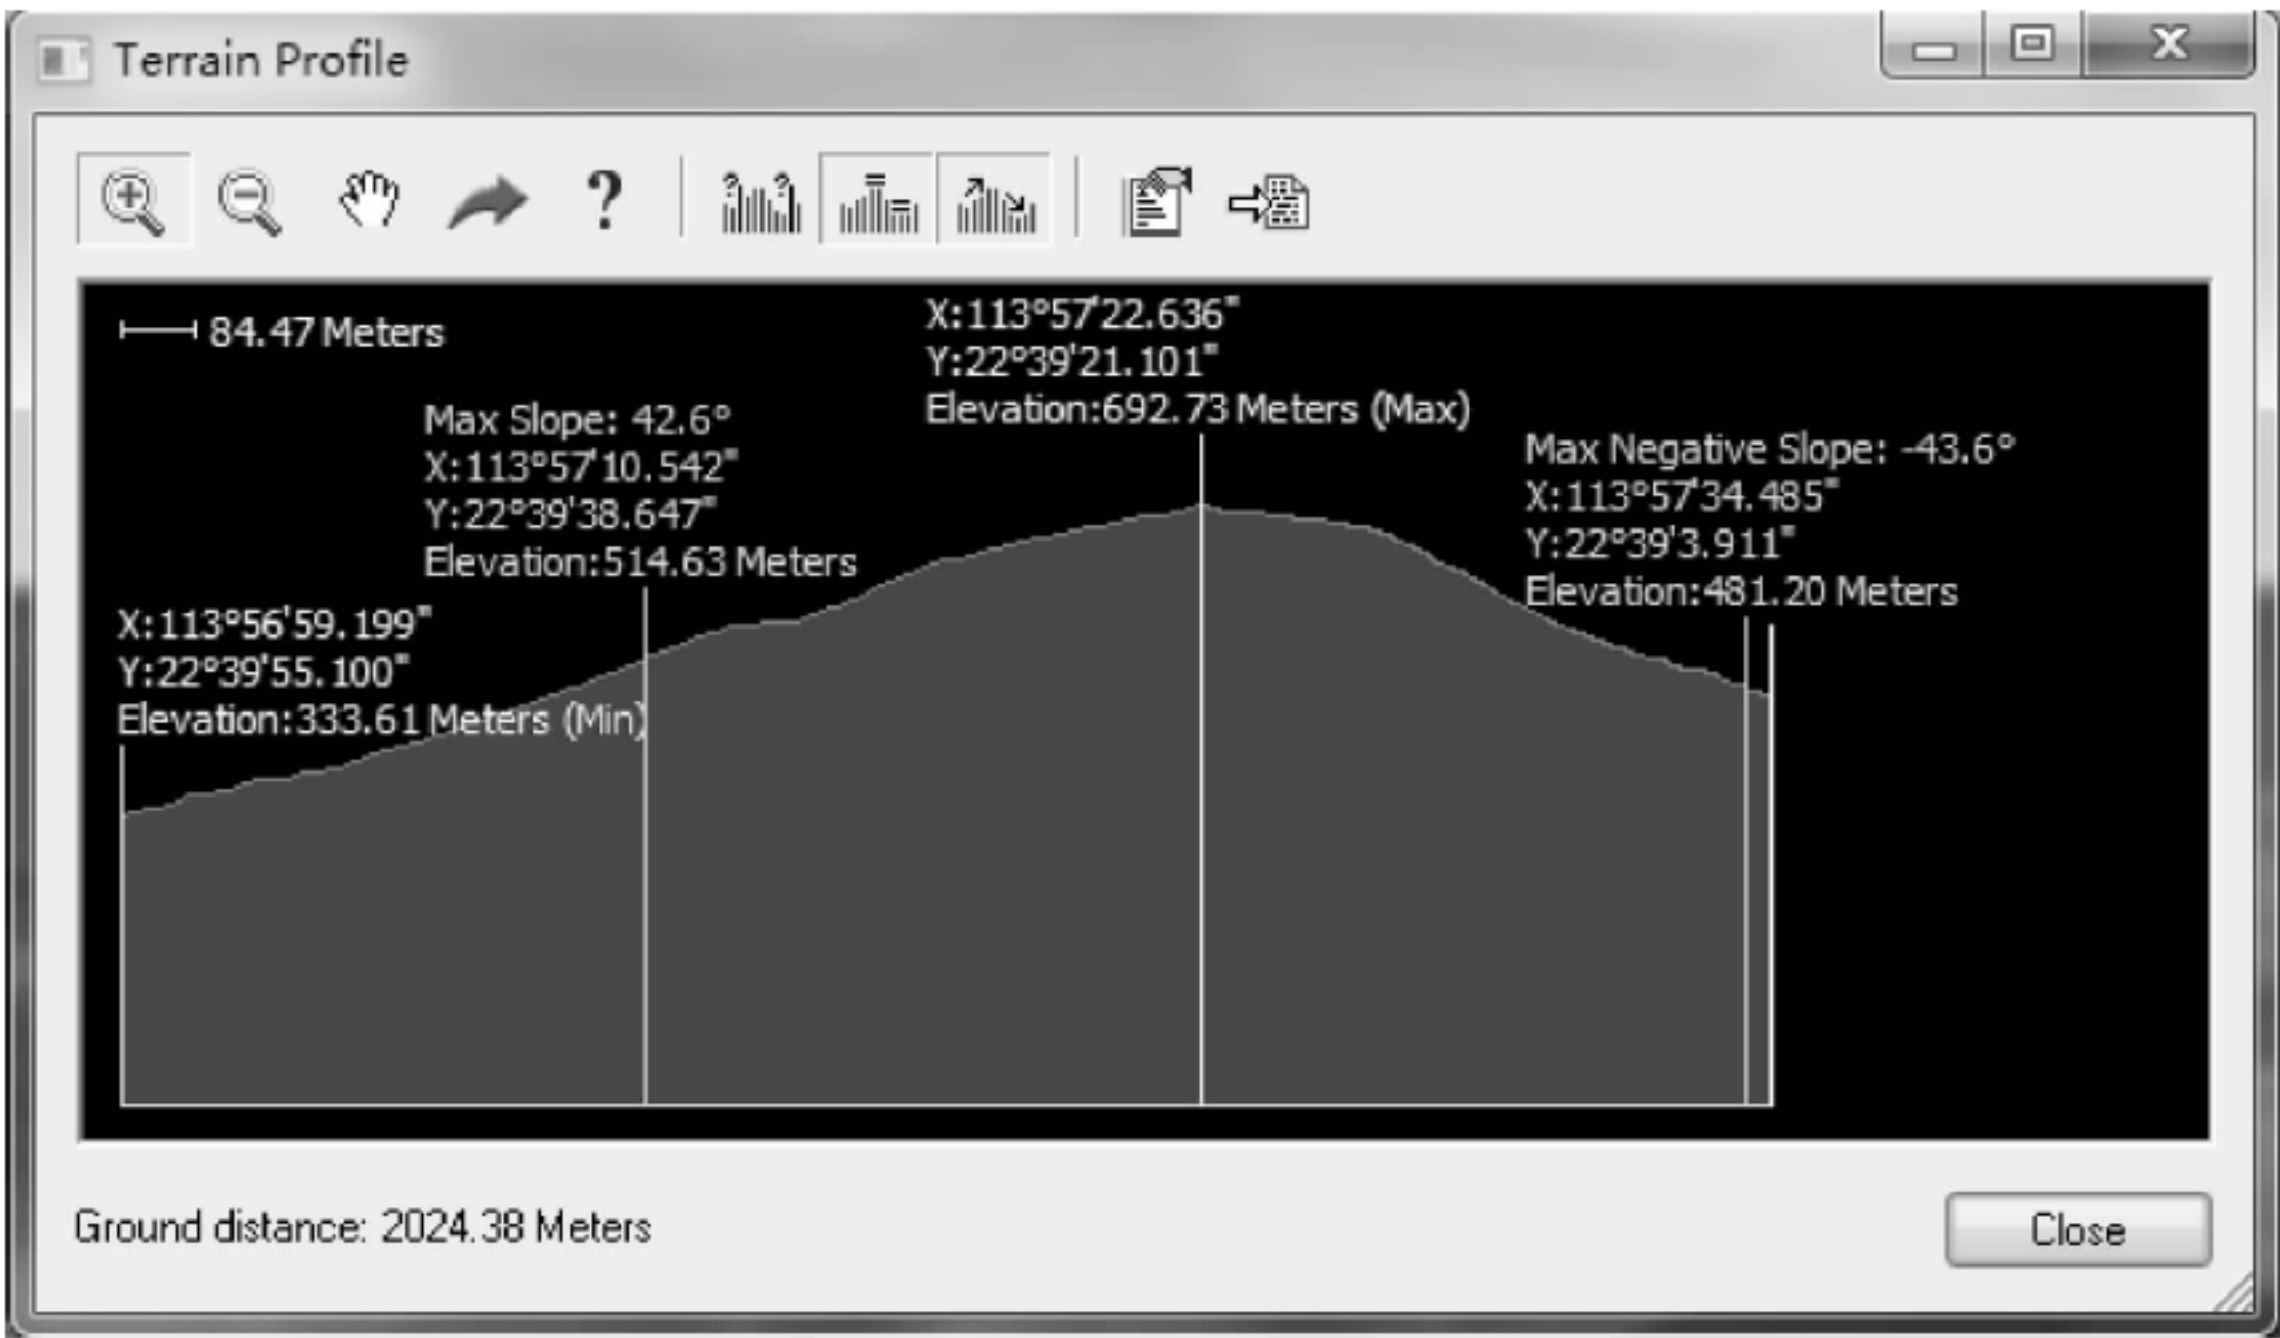 Terrain Profile
84.47 Meters
X:113°57'22.636"
Y:22°39'21.101"
Elevation:692.73 Meters (Max)
Max Slope: 42.6°
X:113°57'10.542"
Y:22°39'38.647"
Elevation:514.63 Meters
Max Negative Slope: -43.6°
X:113°57'34.485"
Y:22°39'3.911"
Elevation:481.20 Meters
X:113°56'59.199"
Y:22°39'55.100"
Elevation:333.61 Meters (Min)
Ground distance: 2024.38 Meters
Close